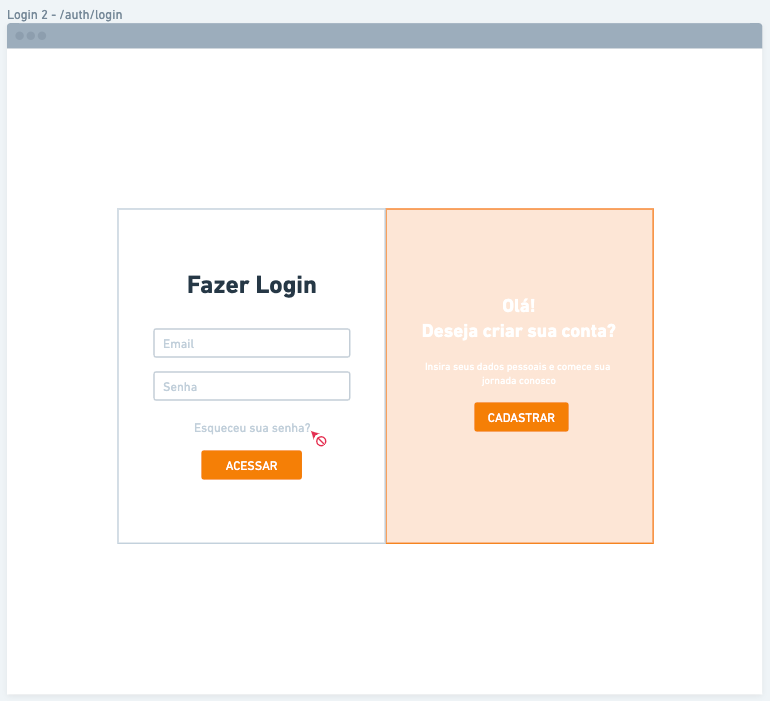 Login 2 - /auth/login
Fazer Login
Email
Senha
Esqueceu sua senha?
ACESSAR
Olá!
Deseja criar sua conta?
Insira seus dados pessoais e comece sua
jornada conosco
CADASTRAR